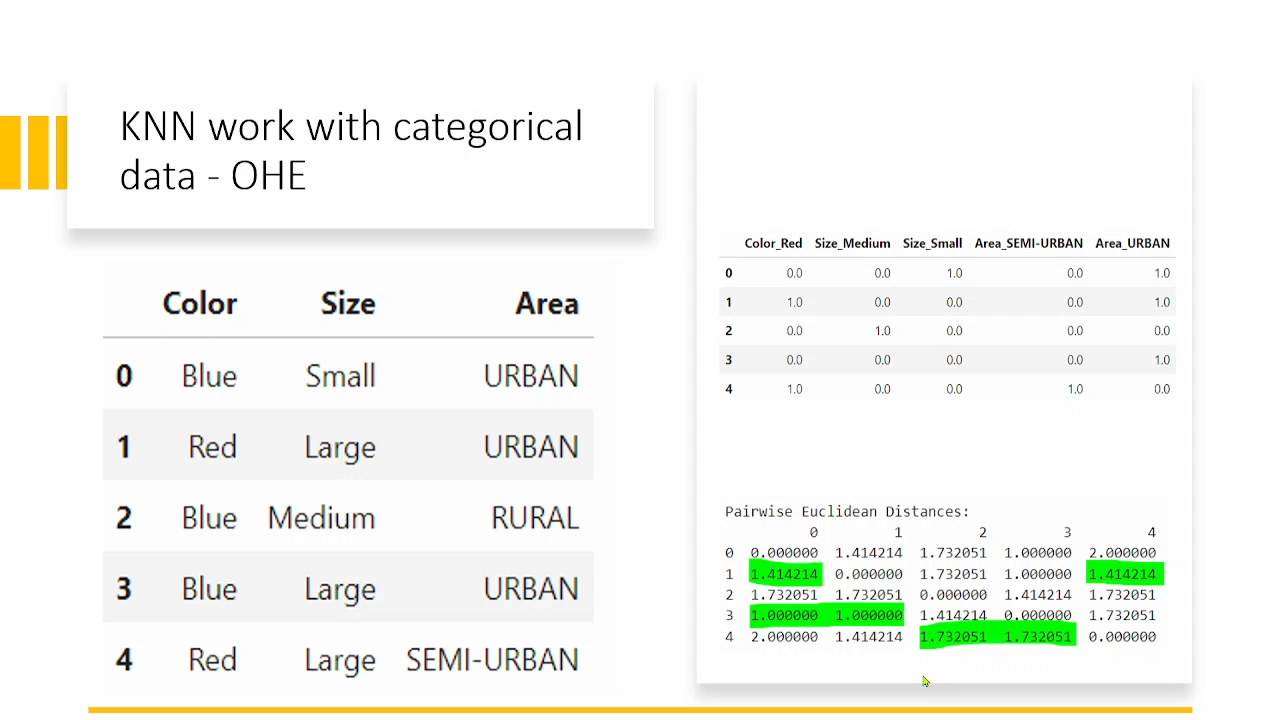 KNN work with categorical
data - OHE
Color Size Area
0 Blue Small URBAN
1 Red Large URBAN
2 Blue Medium RURAL
3 Blue Large URBAN
4 Red Large SEMI-URBAN
Color_Red Size_Medium Size_Small Area_SEMI-URBAN Area_URBAN
0 0.0 0.0 1.0 0.0 1.0
1 1.0 0.0 0.0 0.0 1.0
2 0.0 1.0 0.0 0.0 0.0
3 0.0 0.0 0.0 0.0 1.0
4 1.0 0.0 0.0 1.0 0.0
Pairwise Euclidean Distances:
0 1 2 3 4
0 0.000000 1.414214 1.732051 1.000000 2.000000
1 1.414214 0.000000 1.732051 1.000000 1.414214
2 1.732051 1.732051 0.000000 1.414214 1.732051
3 1.000000 1.000000 1.414214 0.000000 1.732051
4 2.000000 1.414214 1.732051 1.732051 0.000000